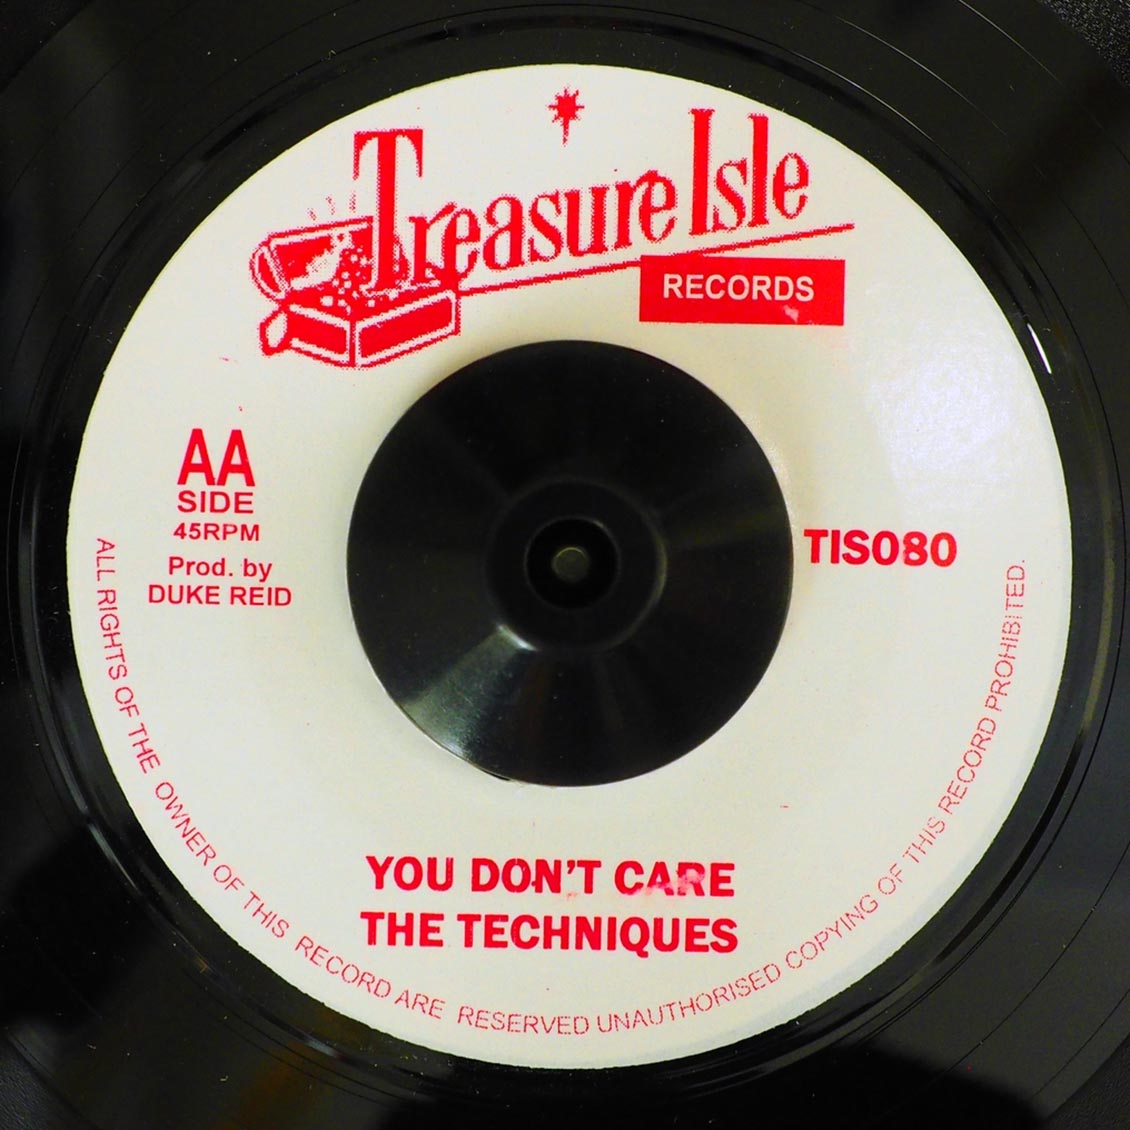 Treasure Isle
RECORDS
AA
SIDE
45RPM
Prod. by
DUKE REID
TIS080
YOU DON'T CARE
THE TECHNIQUES
ALL RIGHTS OF THE OWNER OF THIS RECORD ARE RESERVED UNAUTHORISED COPYING OF THIS RECORD PROHIBITED.